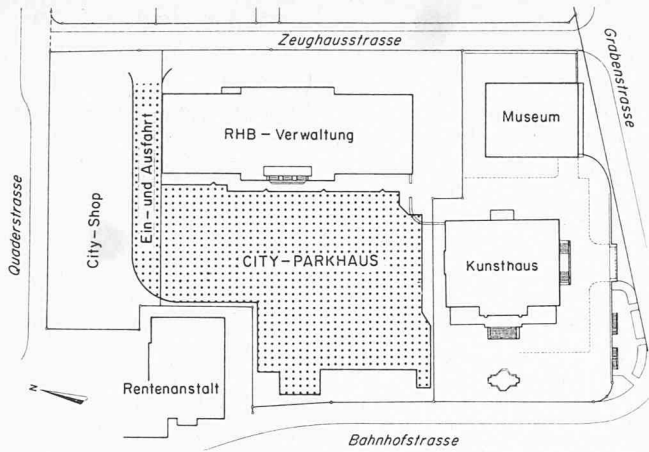 Zeughausstrasse
Grabenstrasse
Quaderstrasse
City–Shop
Ein– und Ausfahrt
RHB – Verwaltung
Museum
CITY–PARKHAUS
Kunsthaus
N
Rentenanstalt
Bahnhofstrasse